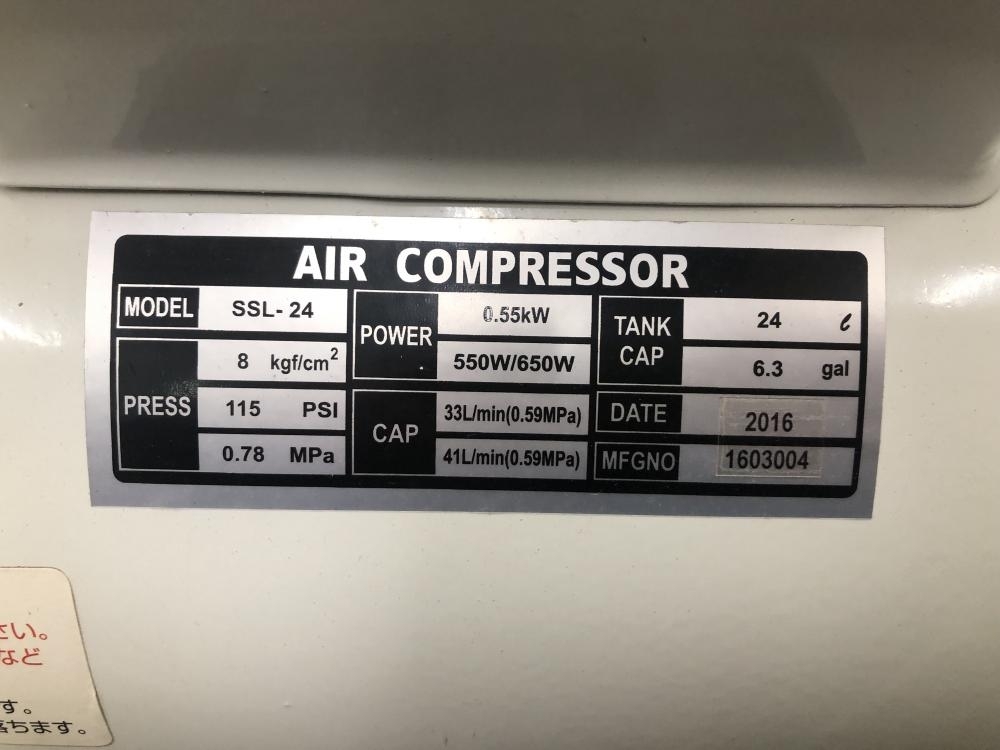 AIR COMPRESSOR
MODEL SSL-24
PRESS 8 kgf/cm²
115 PSI
0.78 MPa
POWER 0.55kW
550W/650W
CAP 33L/min(0.59MPa)
41L/min(0.59MPa)
TANK CAP 24 ℓ
6.3 gal
DATE 2016
MFGNO 1603004
さい。
など
す。
落ちます。